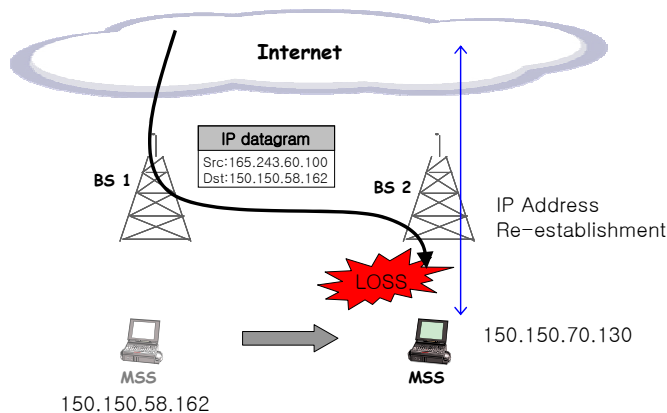 Internet
IP datagram
Src:165.243.60.100
Dst:150.150.58.162
BS 1
BS 2
IP Address
Re-establishment
LOSS
150.150.70.130
MSS
MSS
150.150.58.162